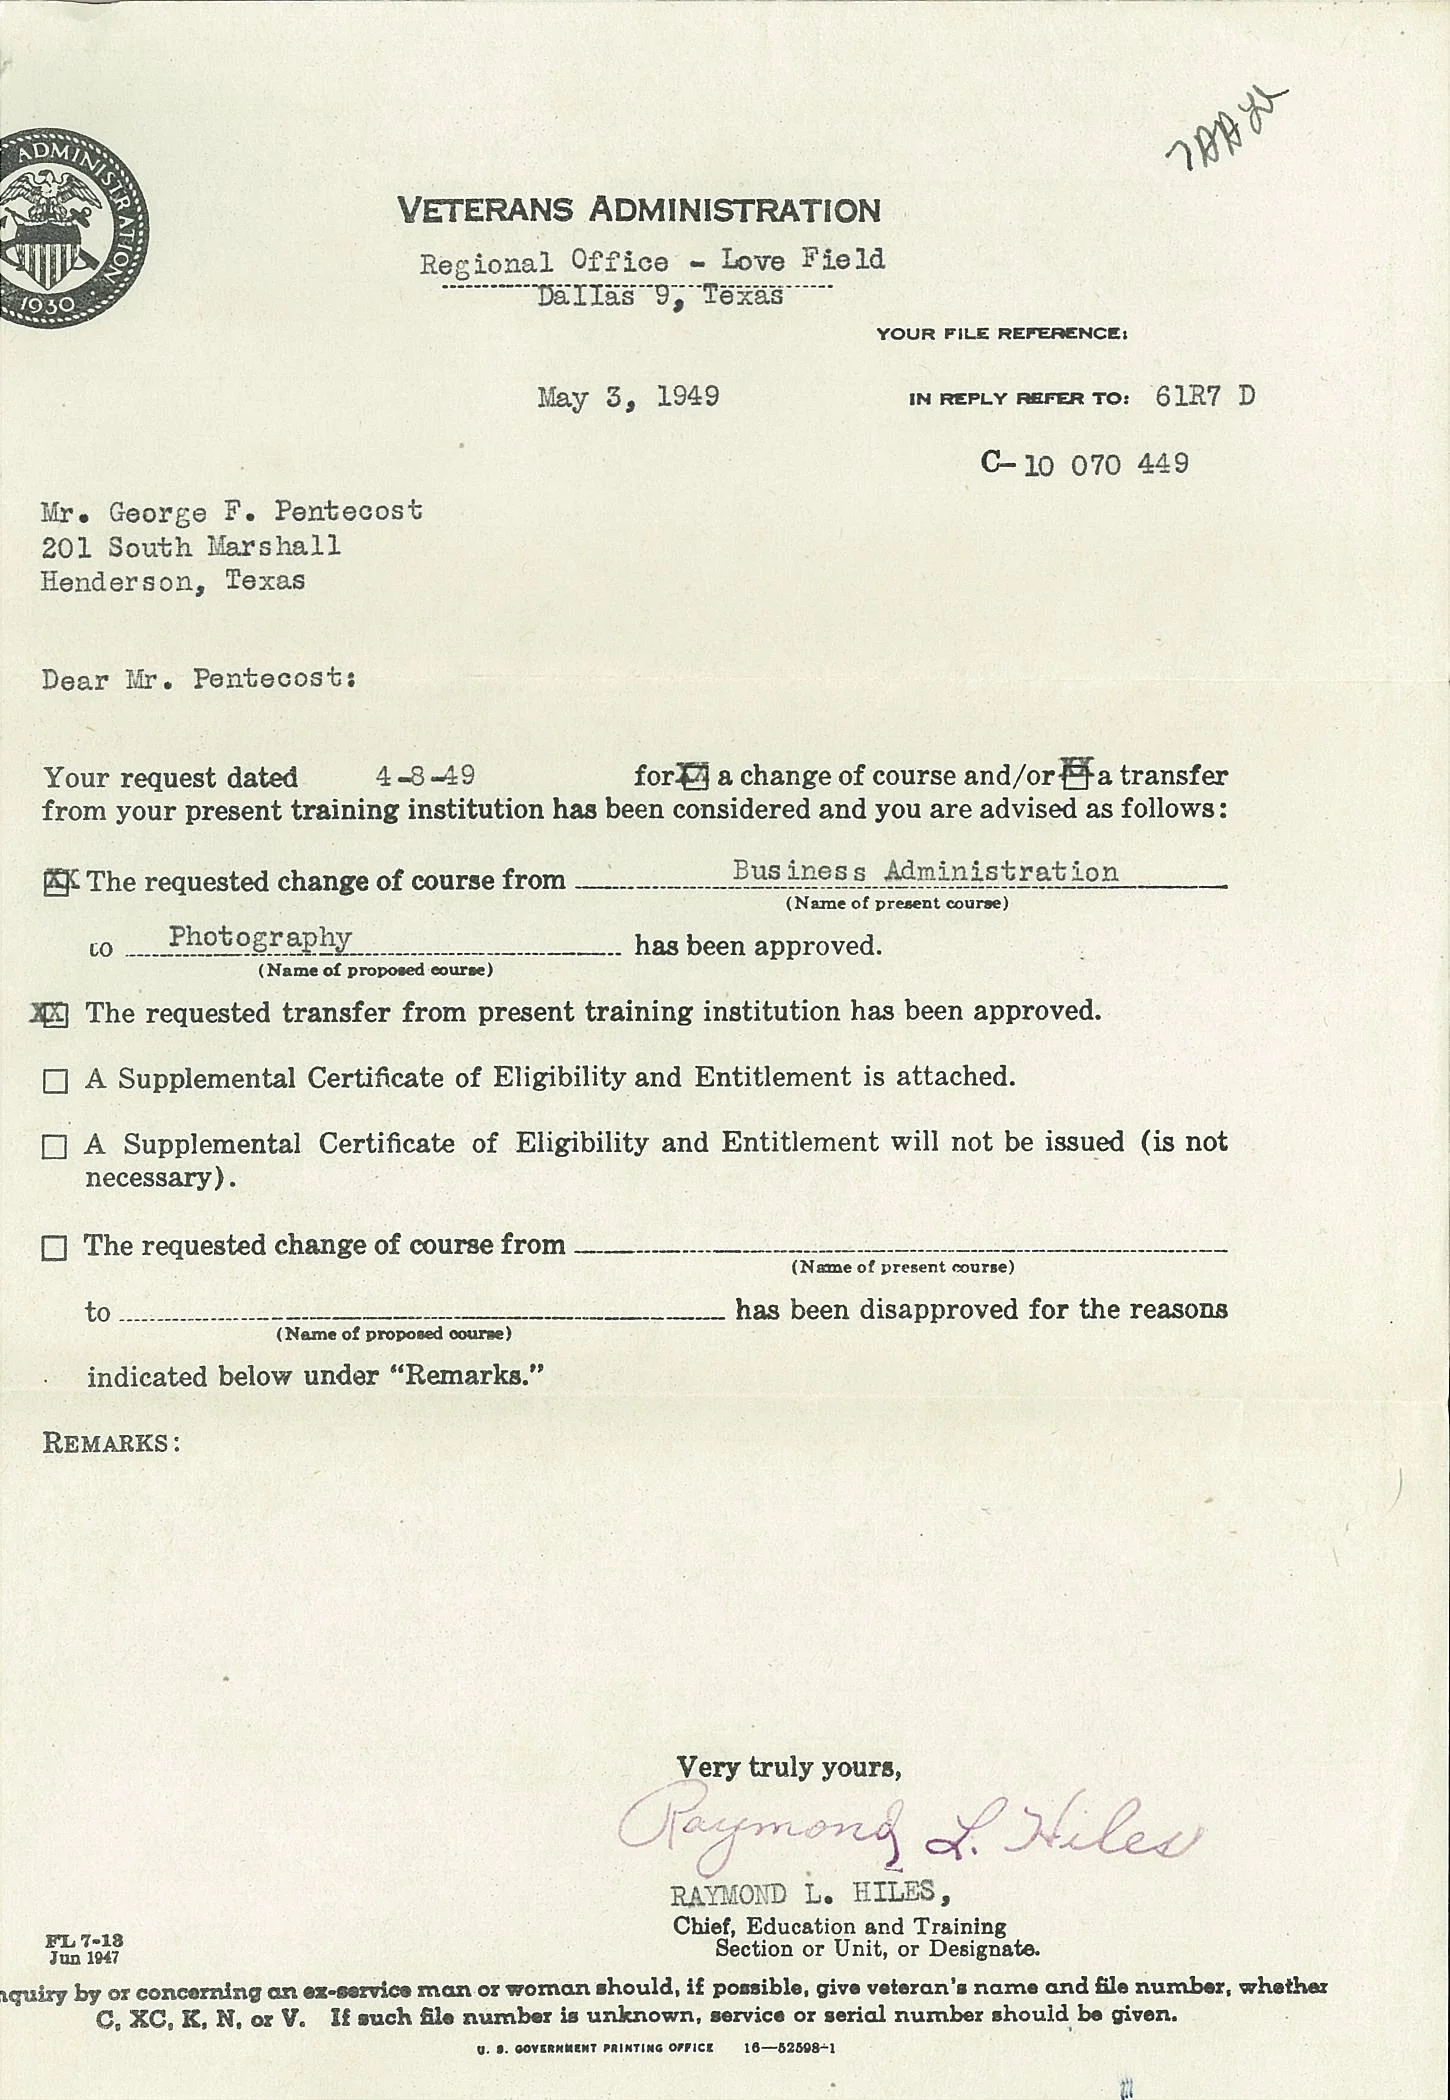 ADMINISTRATION
1930
VETERANS ADMINISTRATION
Regional Office - Love Field
Dallas 9, Texas
YOUR FILE REFERENCE:
May 3, 1949
IN REPLY REFER TO: 61R7 D
C- 10 070 449
Mr. George F. Pentecost
201 South Marshall
Henderson, Texas
Dear Mr. Pentecost:
Your request dated 4-8-49 for XX a change of course and/or XX a transfer
from your present training institution has been considered and you are advised as follows:
XX The requested change of course from Business Administration
(Name of present course)
to Photography has been approved.
(Name of proposed course)
XX The requested transfer from present training institution has been approved.
A Supplemental Certificate of Eligibility and Entitlement is attached.
A Supplemental Certificate of Eligibility and Entitlement will not be issued (is not
necessary).
The requested change of course from
(Name of present course)
to has been disapproved for the reasons
(Name of proposed course)
indicated below under “Remarks.”
REMARKS:
Very truly yours,
Raymond L. Hiles
RAYMOND L. HILES,
Chief, Education and Training
Section or Unit, or Designate.
FL 7-13
Jun 1947
nquiry by or concerning an ex-service man or woman should, if possible, give veteran's name and file number, whether
C, XC, K, N, or V. If such file number is unknown, service or serial number should be given.
U. S. GOVERNMENT PRINTING OFFICE 16—52598-1